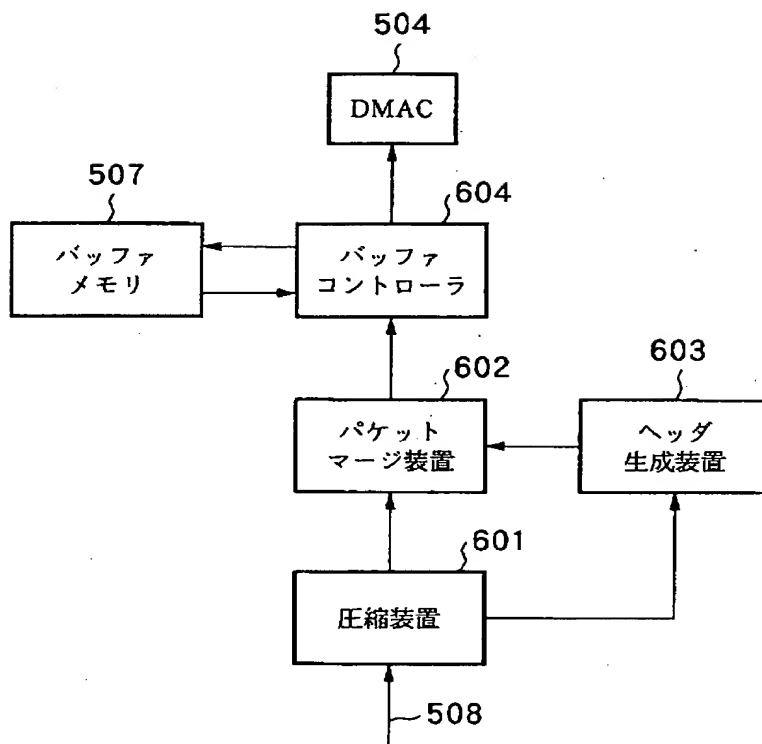 504
DMAC
507
604
バッファ
メモリ
バッファ
コントローラ
602
603
パケット
マージ装置
ヘッダ
生成装置
601
圧縮装置
508